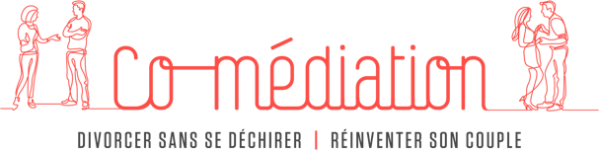 Co-médiation
DIVORCER SANS SE DÉCHIRER | RÉINVENTER SON COUPLE